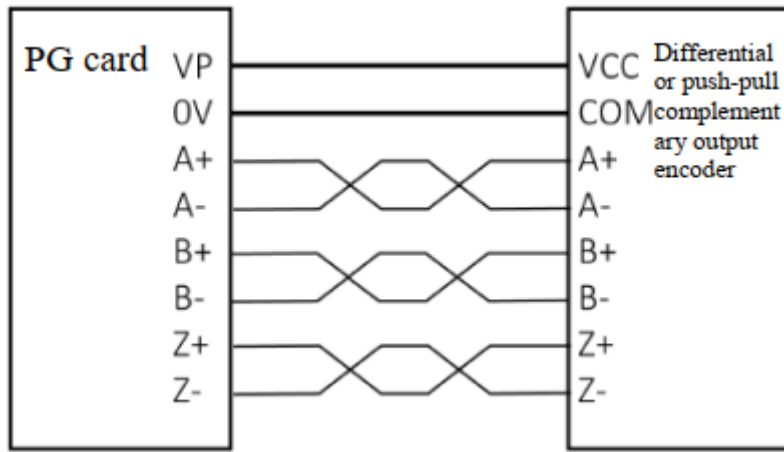 PG card
VP
0V
A+
A-
B+
B-
Z+
Z-
VCC
COM
A+
A-
B+
B-
Z+
Z-
Differential
or push-pull
complement
ary output
encoder